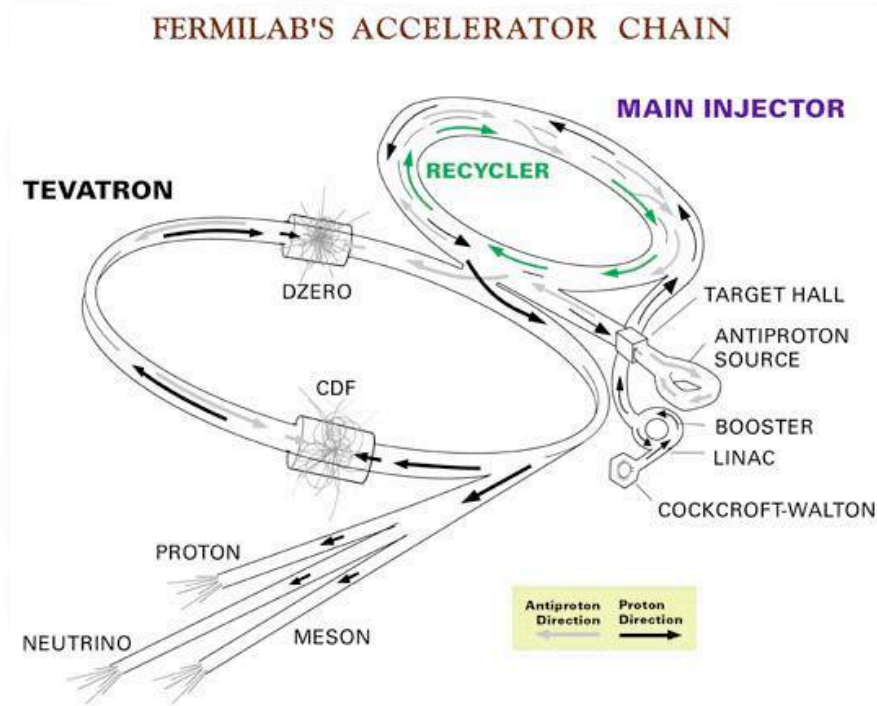 FERMILAB'S ACCELERATOR CHAIN
MAIN INJECTOR
RECYCLER
TEVATRON
DZERO
TARGET HALL
ANTIPROTON
SOURCE
CDF
BOOSTER
LINAC
COCKCROFT-WALTON
PROTON
NEUTRINO
MESON
Antiproton
Direction
Proton
Direction